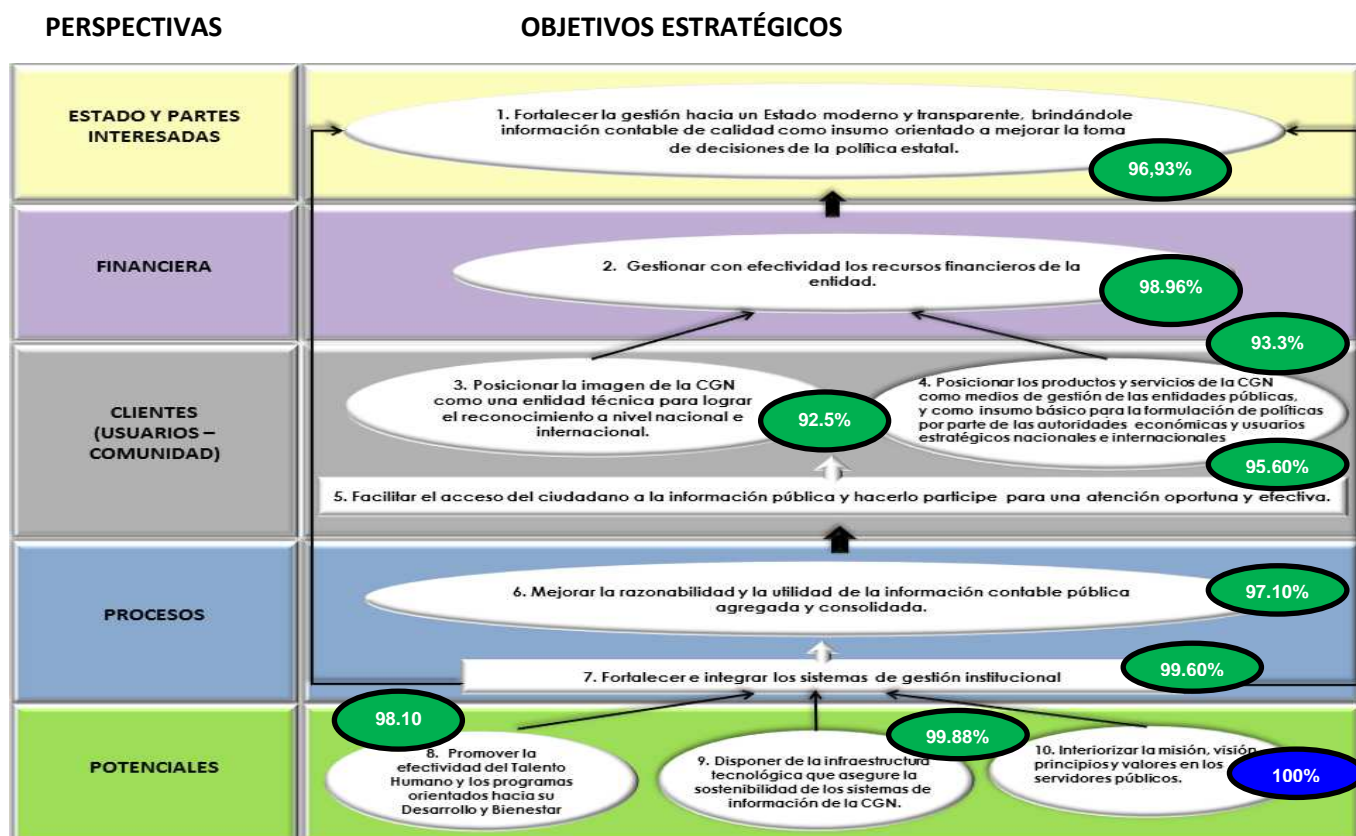 PERSPECTIVAS
OBJETIVOS ESTRATÉGICOS
ESTADO Y PARTES
INTERESADAS
1. Fortalecer la gestión hacia un Estado moderno y transparente, brindándole
información contable de calidad como insumo orientado a mejorar la toma
de decisiones de la política estatal.
96,93%
FINANCIERA
2. Gestionar con efectividad los recursos financieros de la
entidad.
98.96%
93.3%
CLIENTES
(USUARIOS –
COMUNIDAD)
3. Posicionar la imagen de la CGN
como una entidad técnica para lograr
el reconocimiento a nivel nacional e
internacional.
92.5%
4. Posicionar los productos y servicios de la CGN
como medios de gestión de las entidades públicas,
y como insumo básico para la formulación de políticas
por parte de las autoridades económicas y usuarios
estratégicos nacionales e internacionales
95.60%
5. Facilitar el acceso del ciudadano a la información pública y hacerlo participe para una atención oportuna y efectiva.
PROCESOS
6. Mejorar la razonabilidad y la utilidad de la información contable pública
agregada y consolidada.
97.10%
7. Fortalecer e integrar los sistemas de gestión institucional
99.60%
POTENCIALES
98.10
8. Promover la
efectividad del Talento
Humano y los programas
orientados hacia su
Desarrollo y Bienestar
99.88%
9. Disponer de la infraestructura
tecnológica que asegure la
sostenibilidad de los sistemas de
información de la CGN.
10. Interiorizar la misión, visión,
principios y valores en los
servidores públicos.
100%